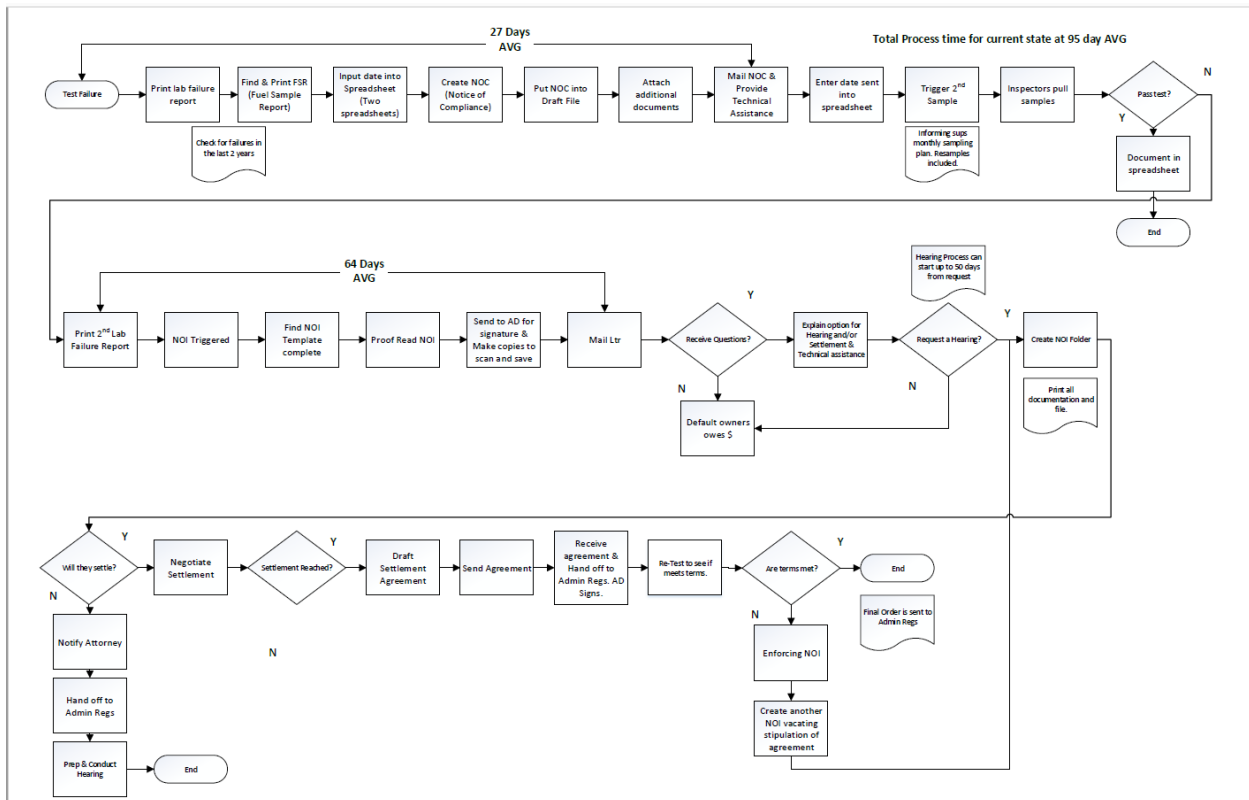 27 Days
AVG
Total Process time for current state at 95 day AVG
Test Failure
Print lab failure
report
Find & Print FSR
(Fuel Sample
Report)
Input date into
Spreadsheet
(Two
spreadsheets)
Create NOC
(Notice of
Compliance)
Put NOC into
Draft File
Attach
additional
documents
Mail NOC &
Provide
Technical
Assistance
Enter date sent
into
spreadsheet
Trigger 2nd
Sample
Inspectors pull
samples
Pass test?
N
Y
Check for failures in
the last 2 years
Informing sups
monthly sampling
plan. Resamples
included.
Document in
spreadsheet
End
64 Days
AVG
Hearing Process can
start up to 50 days
from request
Print 2nd Lab
Failure Report
NOI Triggered
Find NOI
Template
complete
Proof Read NOI
Send to AD for
signature &
Make copies to
scan and save
Mail Ltr
Receive Questions?
Y
N
Explain option for
Hearing and/or
Settlement &
Technical assistance
Request a Hearing?
Y
N
Create NOI Folder
Default owners
owes $
Print all
documentation and
file.
Will they settle?
Y
N
Negotiate
Settlement
Settlement Reached?
Y
N
Draft
Settlement
Agreement
Send Agreement
Receive
agreement &
Hand off to
Admin Regs. AD
Signs.
Re-Test to see if
meets terms.
Are terms met?
Y
N
End
Final Order is sent to
Admin Regs
Notify Attorney
Enforcing NOI
Hand off to
Admin Regs
Create another
NOI vacating
stipulation of
agreement
Prep & Conduct
Hearing
End